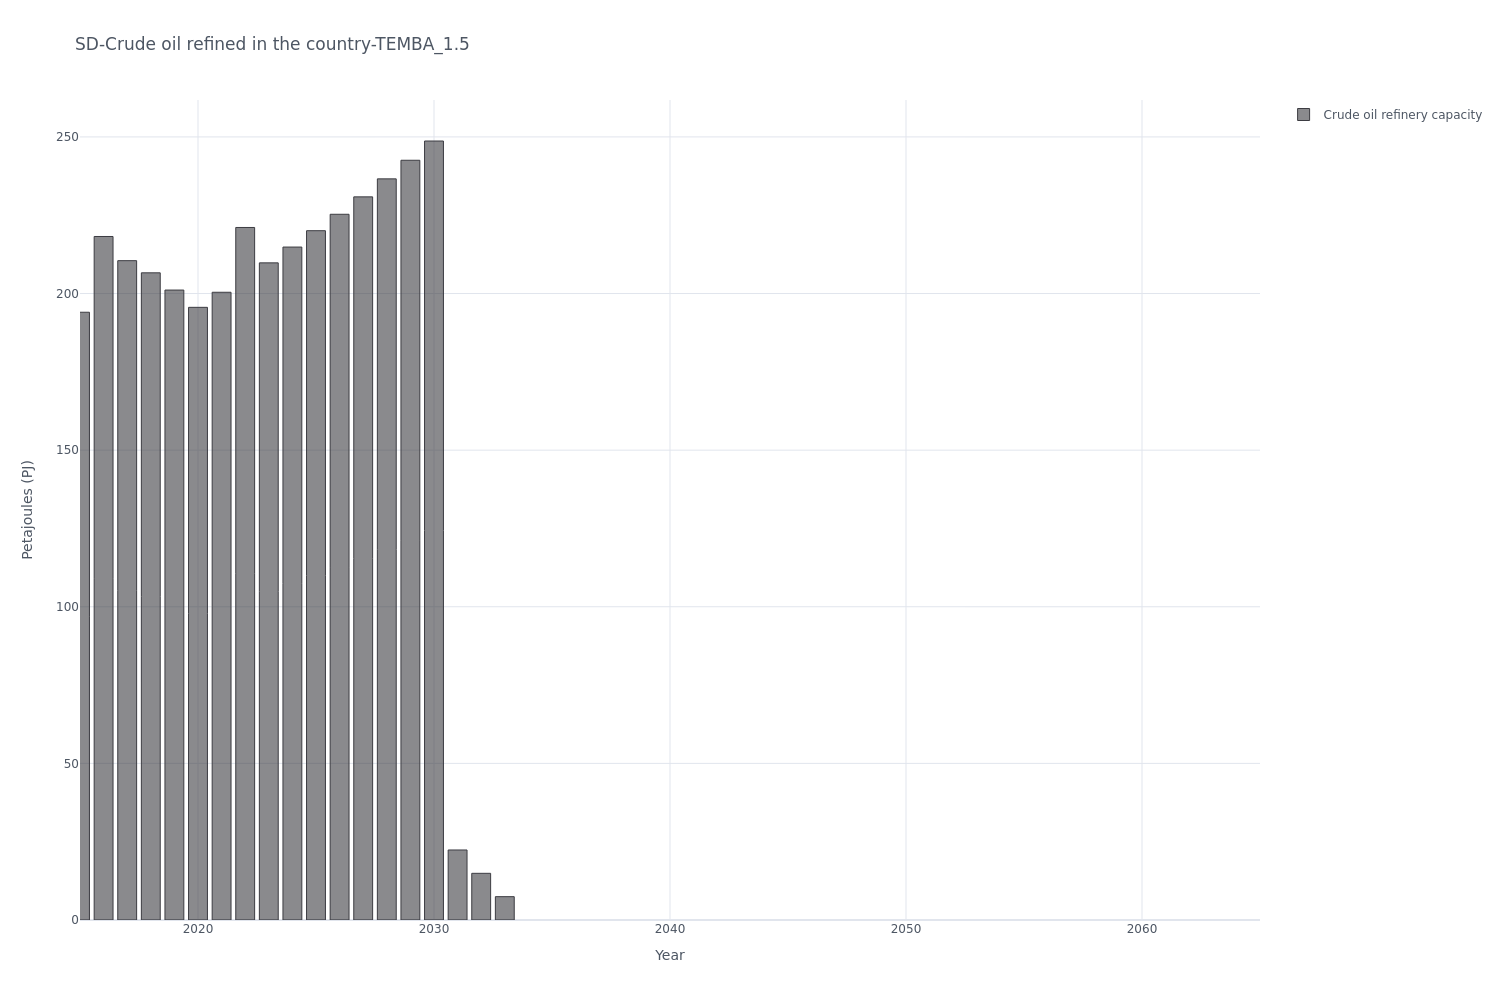 SD-Crude oil refined in the country-TEMBA_1.5
Crude oil refinery capacity
250
200
150
100
50
0
Petajoules (PJ)
2020 2030 2040 2050 2060
Year